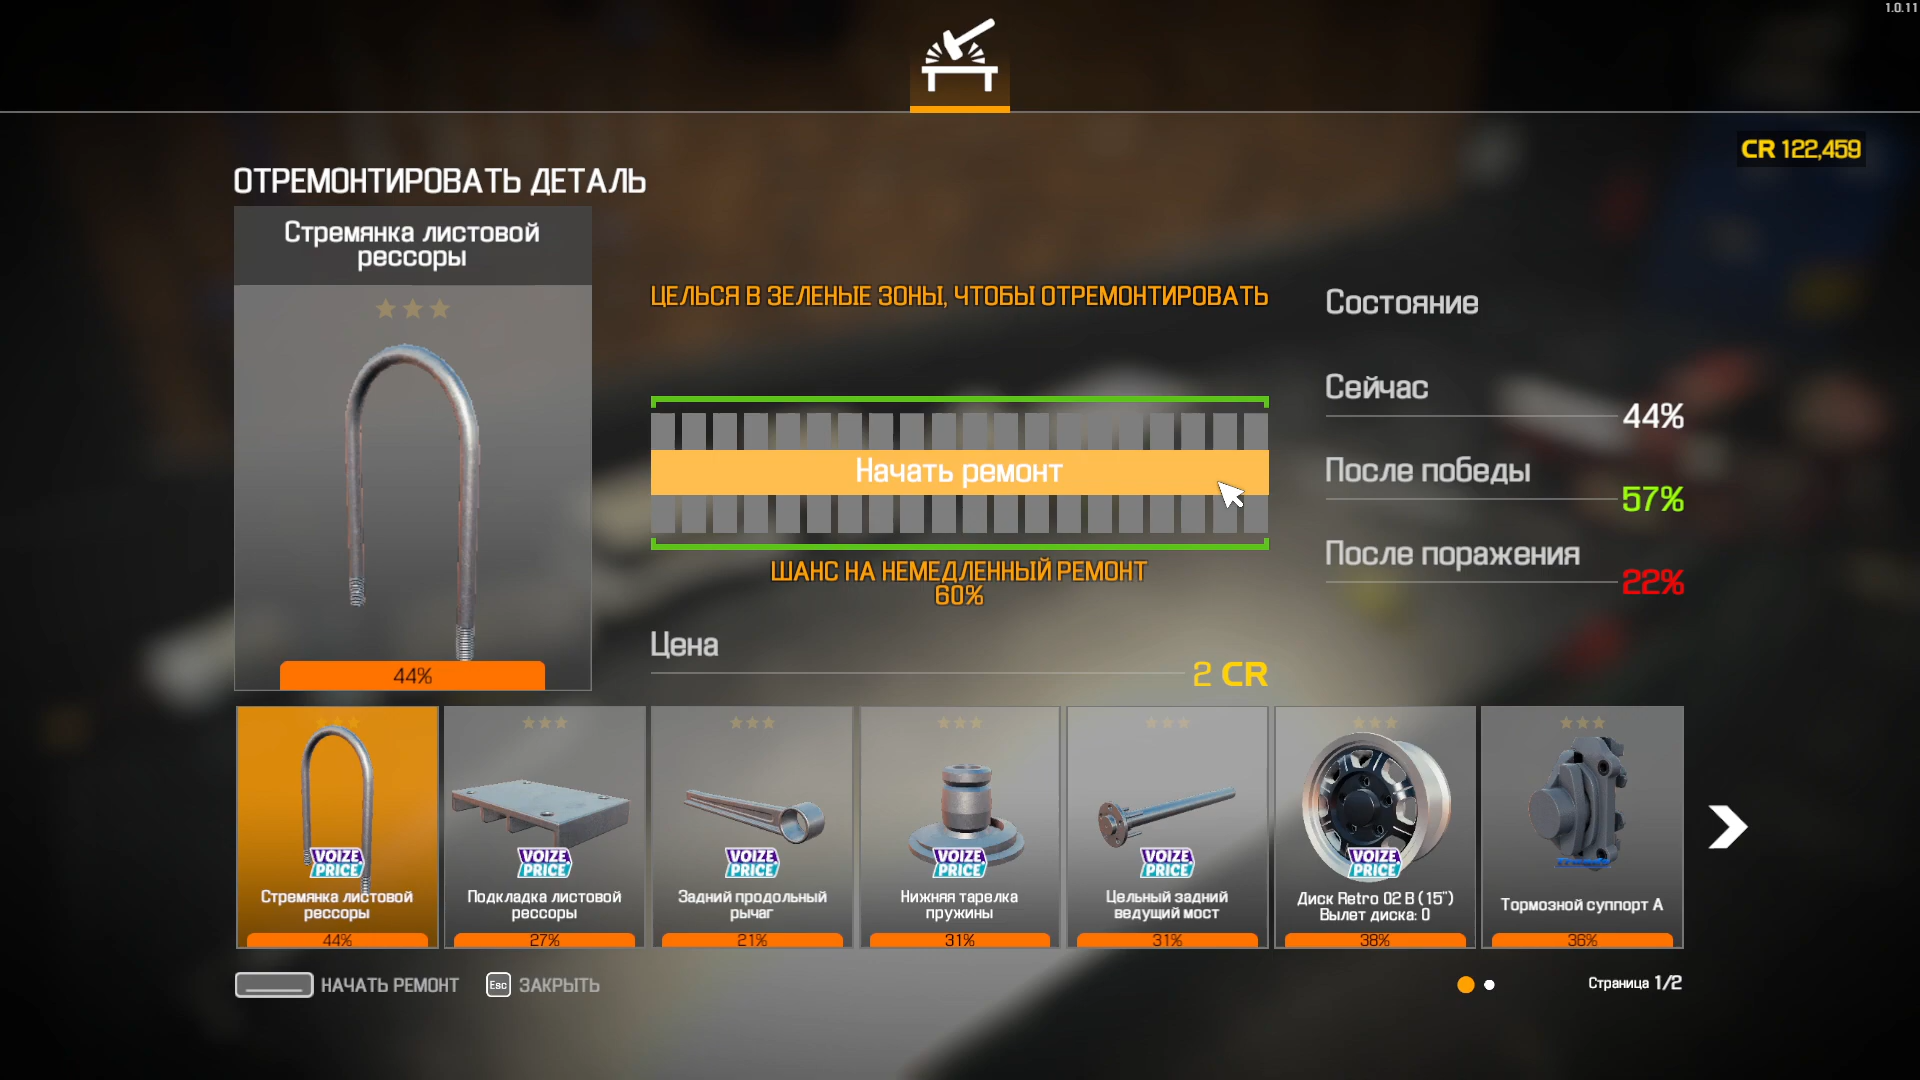 1.0.11
CR 122,459
ОТРЕМОНТИРОВАТЬ ДЕТАЛЬ
Стремянка листовой
рессоры
44%
ЦЕЛЬСЯ В ЗЕЛЕНЫЕ ЗОНЫ, ЧТОБЫ ОТРЕМОНТИРОВАТЬ
Начать ремонт
ШАНС НА НЕМЕДЛЕННЫЙ РЕМОНТ
60%
Цена
2 CR
Состояние
Сейчас
44%
После победы
57%
После поражения
22%
VOIZE PRICE
Стремянка листовой
рессоры
44%
VOIZE PRICE
Подкладка листовой
рессоры
27%
VOIZE PRICE
Задний продольный
рычаг
21%
VOIZE PRICE
Нижняя тарелка
пружины
31%
VOIZE PRICE
Цельный задний
ведущий мост
31%
VOIZE PRICE
Диск Retro 02 B (15")
Вылет диска: 0
38%
Тормозной суппорт А
36%
НАЧАТЬ РЕМОНТ
Esc ЗАКРЫТЬ
Страница 1/2